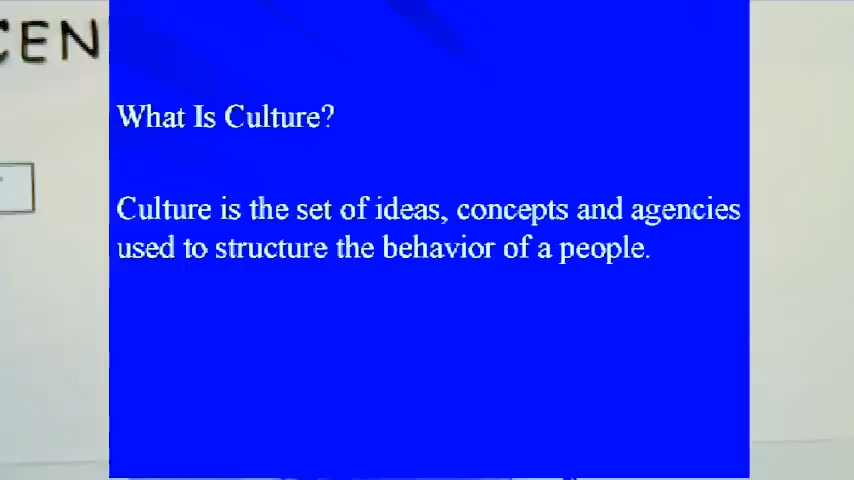 CEN
What Is Culture?
Culture is the set of ideas, concepts and agencies
used to structure the behavior of a people.